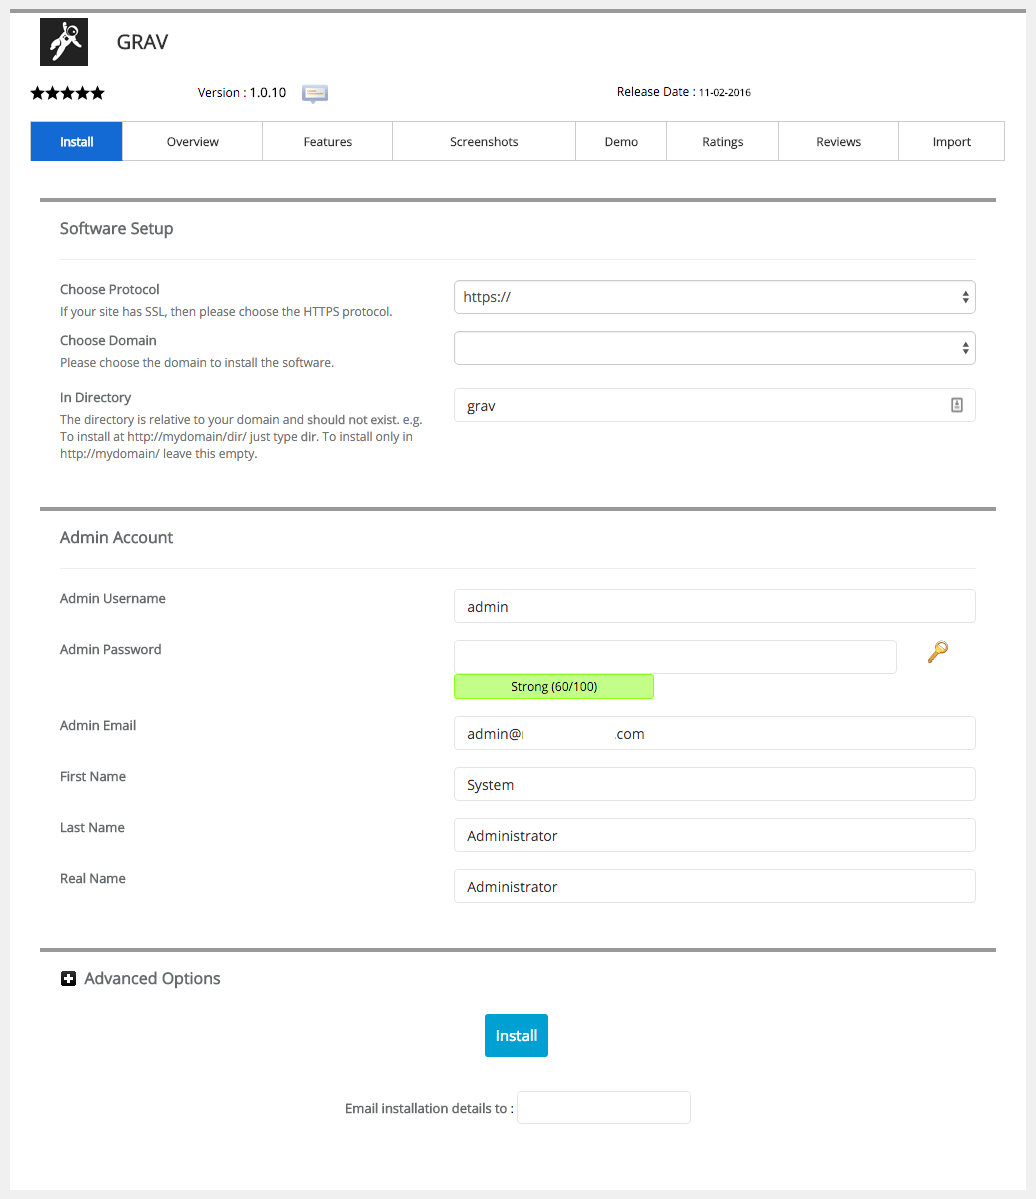 GRAV
Version : 1.0.10
Release Date : 11-02-2016
Install Overview Features Screenshots Demo Ratings Reviews Import
Software Setup
Choose Protocol
https://
If your site has SSL, then please choose the HTTPS protocol.
Choose Domain
Please choose the domain to install the software.
In Directory
grav
The directory is relative to your domain and should not exist. e.g.
To install at http://mydomain/dir/ just type dir. To install only in
http://mydomain/ leave this empty.
Admin Account
Admin Username
admin
Admin Password
Strong (60/100)
Admin Email
admin@ .com
First Name
System
Last Name
Administrator
Real Name
Administrator
Advanced Options
Install
Email installation details to :